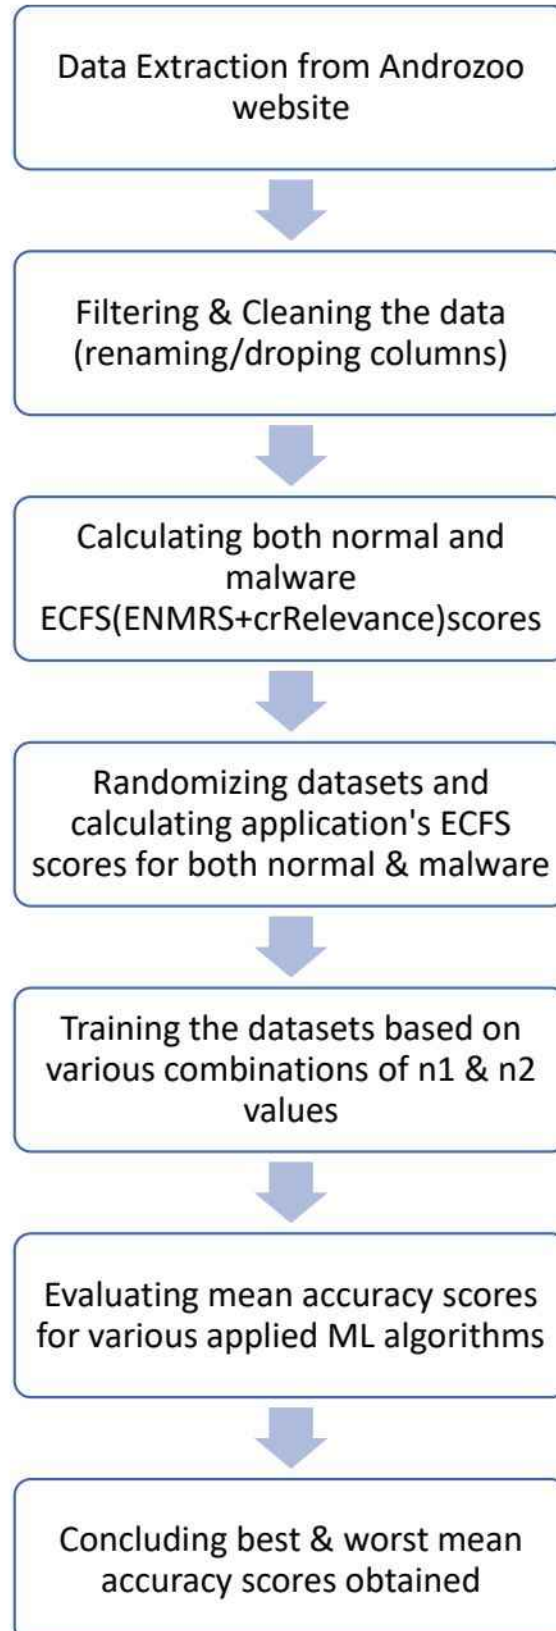 Data Extraction from Androzoo
website
Filtering & Cleaning the data
(renaming/droping columns)
Calculating both normal and
malware
ECFS(ENMRS+crRelevance)scores
Randomizing datasets and
calculating application's ECFS
scores for both normal & malware
Training the datasets based on
various combinations of n1 & n2
values
Evaluating mean accuracy scores
for various applied ML algorithms
Concluding best & worst mean
accuracy scores obtained